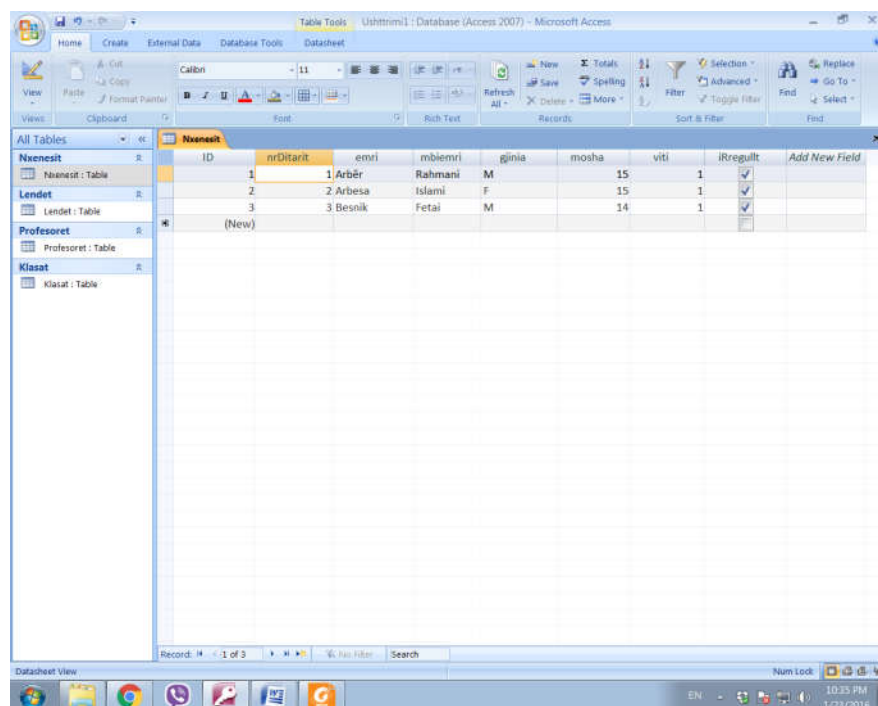 Table Tools Ushttrimi1 : Database (Access 2007) - Microsoft Access
Home Create External Data Database Tools Datasheet
View Paste Cut Copy Format Painter
Calibri 11
B I U A
Refresh All New Save Delete Totals Spelling More
Filter Selection Advanced Toggle Filter
Find Replace Go To Select
Views Clipboard Font Rich Text Records Sort & Filter Find
All Tables
Nxenesit
Nxenesit : Table
Lendet
Lendet : Table
Profesoret
Profesoret : Table
Klasat
Klasat : Table
Nxenesit
ID nrDitarit emri mbiemri gjinia mosha viti iRregullt Add New Field
1 1 Arbër Rahmani M 15 1
2 2 Arbesa Islami F 15 1
3 3 Besnik Fetai M 14 1
(New)
Record: 1 of 3 No Filter Search
Datasheet View Num Lock
EN 10:35 PM
1/23/2016